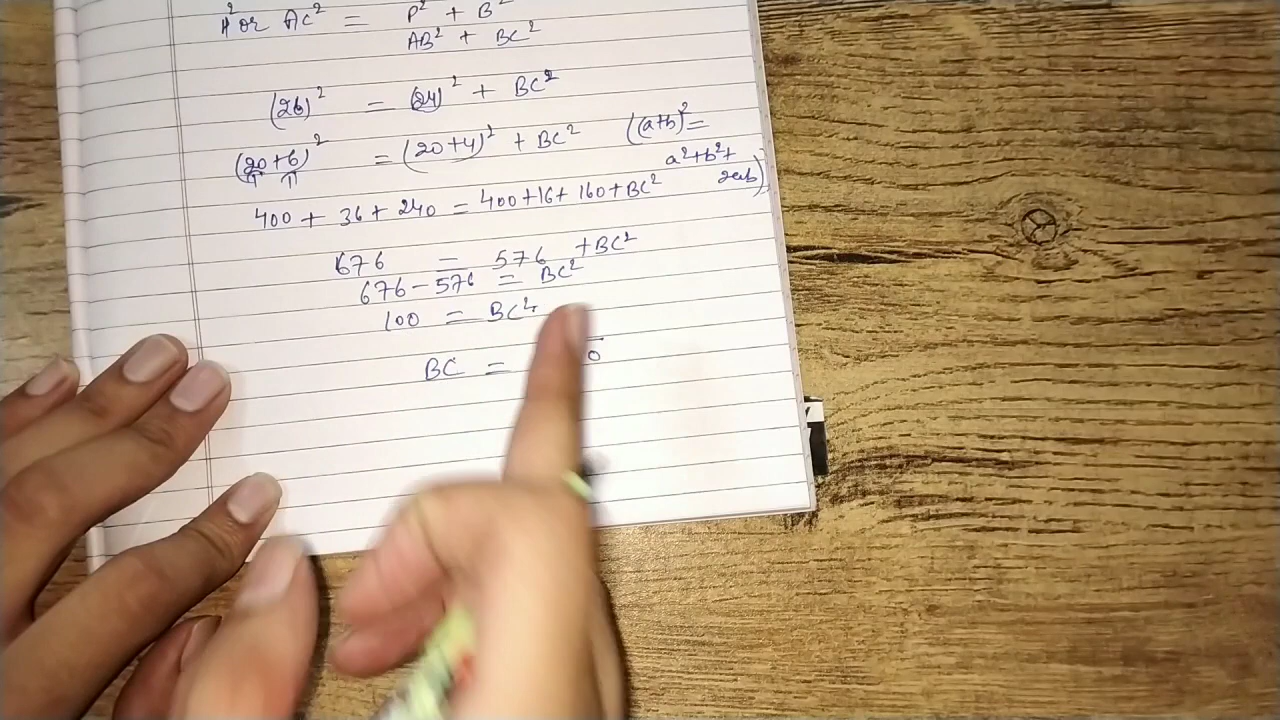 H² or AC² = P² + B²
AB² + BC²
(26)² = (24)² + BC²
(20+6)² = (20+4)² + BC² ((a+b)² =
a²+b²+
2ab)
400 + 36 + 240 = 400+16+ 160+BC²
676 = 576 +BC²
676 - 576 = BC²
100 = BC²
BC =